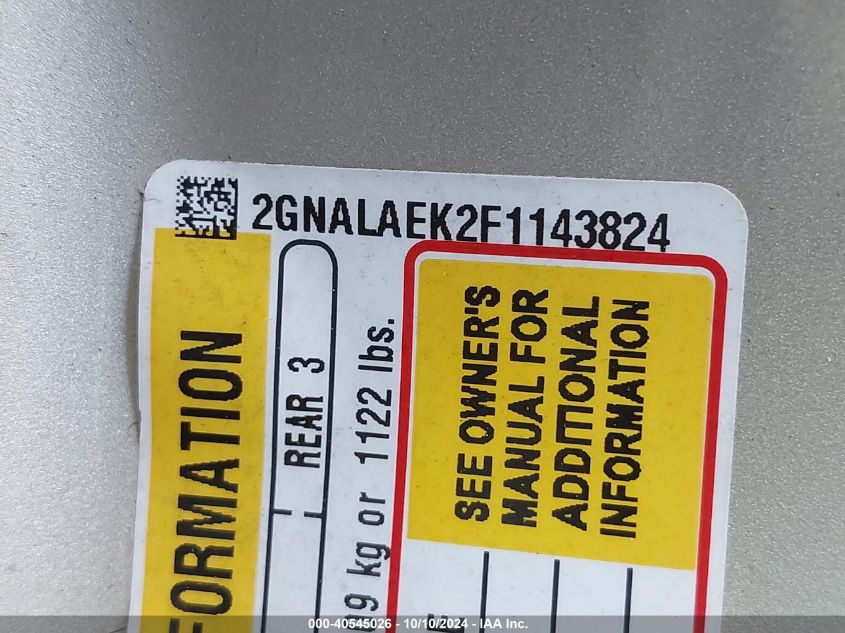 2GNALAEK2F1143824
FORMATION
REAR 3
kg or 1122 lbs.
SEE OWNER'S
MANUAL FOR
ADDITIONAL
INFORMATION
000-40545026 - 10/10/2024 - IAA Inc.